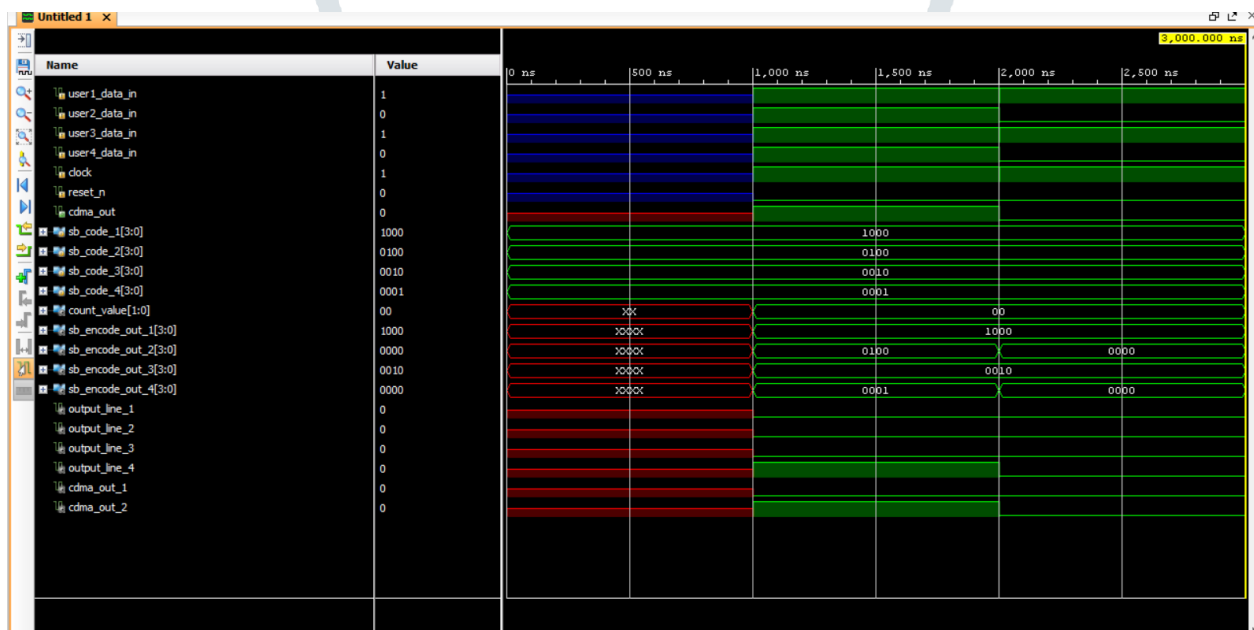 Untitled 1 ×
3,000.000 ns
Name Value
0 ns 500 ns 1,000 ns 1,500 ns 2,000 ns 2,500 ns
user1_data_in 1
user2_data_in 0
user3_data_in 1
user4_data_in 0
clock 1
reset_n 0
cdma_out 0
sb_code_1[3:0] 1000 1000
sb_code_2[3:0] 0100 0100
sb_code_3[3:0] 0010 0010
sb_code_4[3:0] 0001 0001
count_value[1:0] 00 XX 00
sb_encode_out_1[3:0] 1000 XXXX 1000
sb_encode_out_2[3:0] 0000 XXXX 0100 0000
sb_encode_out_3[3:0] 0010 XXXX 0010
sb_encode_out_4[3:0] 0000 XXXX 0001 0000
output_line_1 0
output_line_2 0
output_line_3 0
output_line_4 0
cdma_out_1 0
cdma_out_2 0